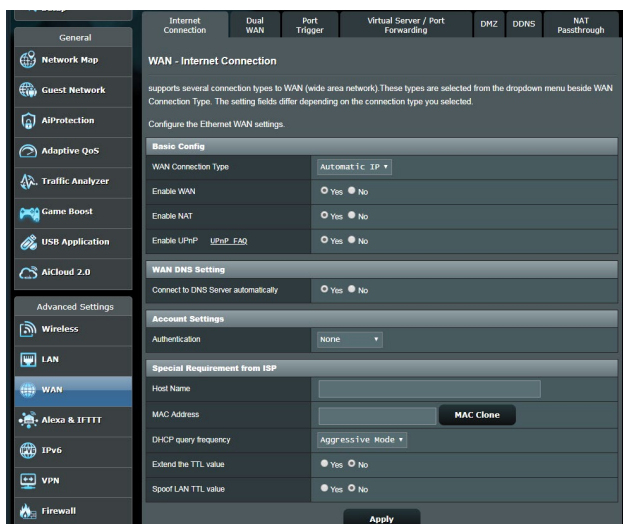 General
Network Map
Guest Network
AiProtection
Adaptive QoS
Traffic Analyzer
Game Boost
USB Application
AiCloud 2.0
Advanced Settings
Wireless
LAN
WAN
Alexa & IFTTT
IPv6
VPN
Firewall
Internet Connection
Dual WAN
Port Trigger
Virtual Server / Port Forwarding
DMZ
DDNS
NAT Passthrough
WAN - Internet Connection
supports several connection types to WAN (wide area network).These types are selected from the dropdown menu beside WAN
Connection Type. The setting fields differ depending on the connection type you selected.
Configure the Ethernet WAN settings.
Basic Config
WAN Connection Type Automatic IP
Enable WAN Yes No
Enable NAT Yes No
Enable UPnP UPnP FAQ Yes No
WAN DNS Setting
Connect to DNS Server automatically Yes No
Account Settings
Authentication None
Special Requirement from ISP
Host Name
MAC Address MAC Clone
DHCP query frequency Aggressive Mode
Extend the TTL value Yes No
Spoof LAN TTL value Yes No
Apply